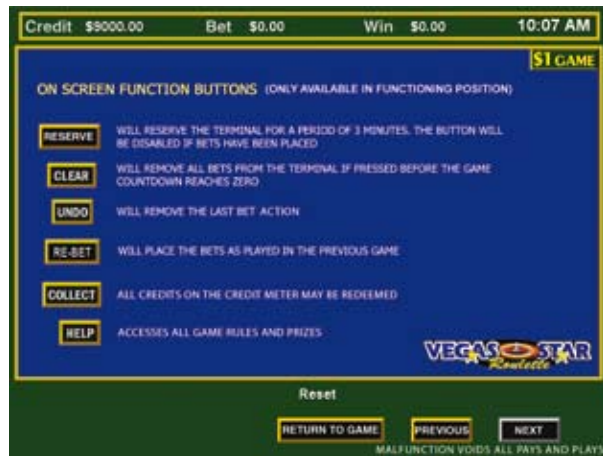 Credit $9000.00 Bet $0.00 Win $0.00 10:07 AM
$1 GAME
ON SCREEN FUNCTION BUTTONS (ONLY AVAILABLE IN FUNCTIONING POSITION)
RESERVE WILL RESERVE THE TERMINAL FOR A PERIOD OF 3 MINUTES. THE BUTTON WILL
BE DISABLED IF BETS HAVE BEEN PLACED
CLEAR WILL REMOVE ALL BETS FROM THE TERMINAL IF PRESSED BEFORE THE GAME
COUNTDOWN REACHES ZERO
UNDO WILL REMOVE THE LAST BET ACTION
RE-BET WILL PLACE THE BETS AS PLAYED IN THE PREVIOUS GAME
COLLECT ALL CREDITS ON THE CREDIT METER MAY BE REDEEMED
HELP ACCESSES ALL GAME RULES AND PRIZES
VEGAS STAR
Roulette
Reset
RETURN TO GAME PREVIOUS NEXT
MALFUNCTION VOIDS ALL PAYS AND PLAYS